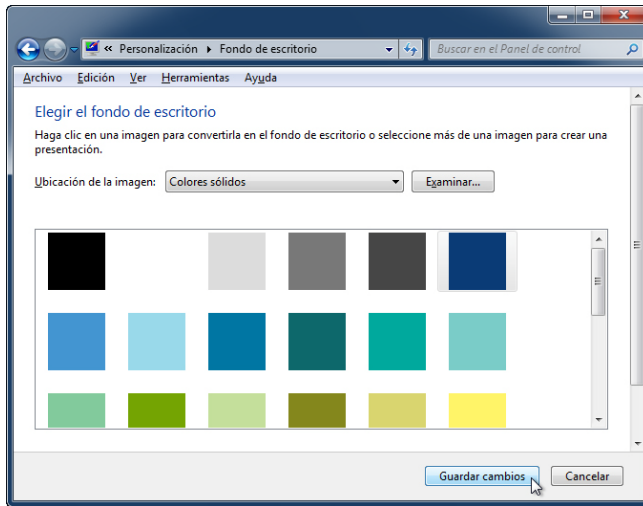 « Personalización ▸ Fondo de escritorio
Buscar en el Panel de control
Archivo Edición Ver Herramientas Ayuda
Elegir el fondo de escritorio
Haga clic en una imagen para convertirla en el fondo de escritorio o seleccione más de una imagen para crear una
presentación.
Ubicación de la imagen: Colores sólidos Examinar...
Guardar cambios Cancelar